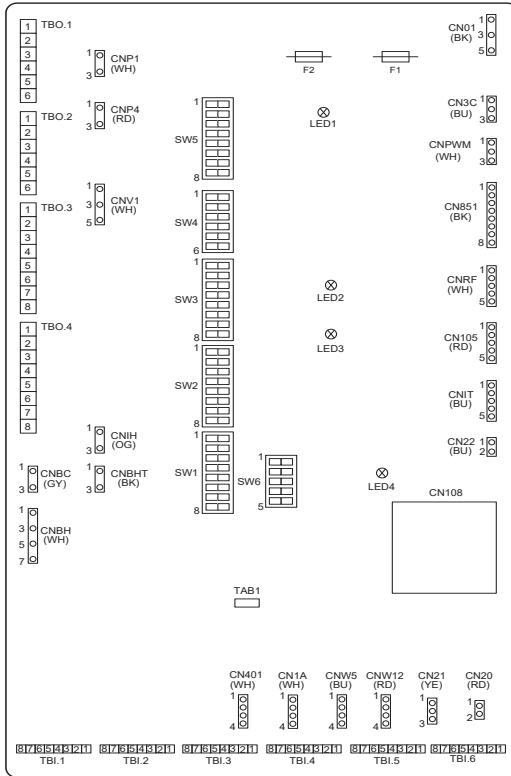 TBO.1
1
2
3
4
5
6
CNP1
(WH)
1
3
F2
F1
CN01
(BK)
1
3
5
TBO.2
1
2
3
4
5
6
CNP4
(RD)
1
3
SW5
1
8
LED1
CN3C
(BU)
1
3
CNPWM
(WH)
1
3
TBO.3
1
2
3
4
5
6
7
8
CNV1
(WH)
1
3
5
SW4
1
6
CN851
(BK)
1
8
SW3
1
8
LED2
CNRF
(WH)
1
5
TBO.4
1
2
3
4
5
6
7
8
LED3
CN105
(RD)
1
5
SW2
1
8
CNIT
(BU)
1
5
CNIH
(OG)
1
3
CN22
(BU)
1
2
CNBC
(GY)
1
3
CNBHT
(BK)
1
3
SW1
1
8
SW6
1
5
LED4
CN108
CNBH
(WH)
1
3
5
7
TAB1
CN401
(WH)
1
4
CN1A
(WH)
1
4
CNW5
(BU)
1
4
CNW12
(RD)
1
4
CN21
(YE)
1
3
CN20
(RD)
1
2
8 7 6 5 4 3 2 1
TBI.1
8 7 6 5 4 3 2 1
TBI.2
8 7 6 5 4 3 2 1
TBI.3
8 7 6 5 4 3 2 1
TBI.4
8 7 6 5 4 3 2 1
TBI.5
8 7 6 5 4 3 2 1
TBI.6